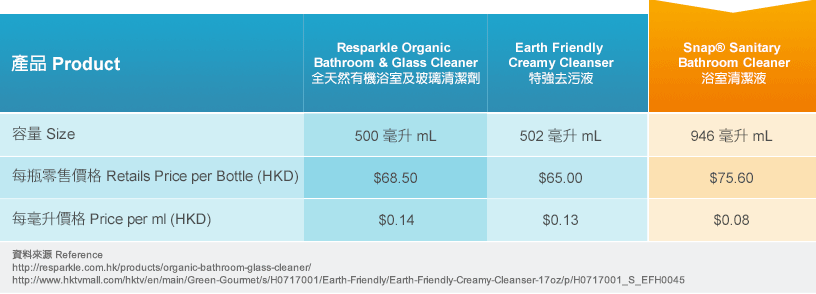 產品 Product
Resparkle Organic
Bathroom & Glass Cleaner
全天然有機浴室及玻璃清潔劑
Earth Friendly
Creamy Cleanser
特強去污液
Snap® Sanitary
Bathroom Cleaner
浴室清潔液
容量 Size
500 毫升 mL
502 毫升 mL
946 毫升 mL
每瓶零售價格 Retails Price per Bottle (HKD)
$68.50
$65.00
$75.60
每毫升價格 Price per ml (HKD)
$0.14
$0.13
$0.08
資料來源 Reference
http://resparkle.com.hk/products/organic-bathroom-glass-cleaner/
http://www.hktvmall.com/hktv/en/main/Green-Gourmet/s/H0717001/Earth-Friendly/Earth-Friendly-Creamy-Cleanser-17oz/p/H0717001_S_EFH0045